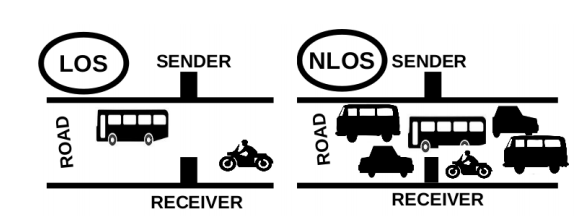 LOS
SENDER
ROAD
RECEIVER
NLOS
SENDER
ROAD
RECEIVER